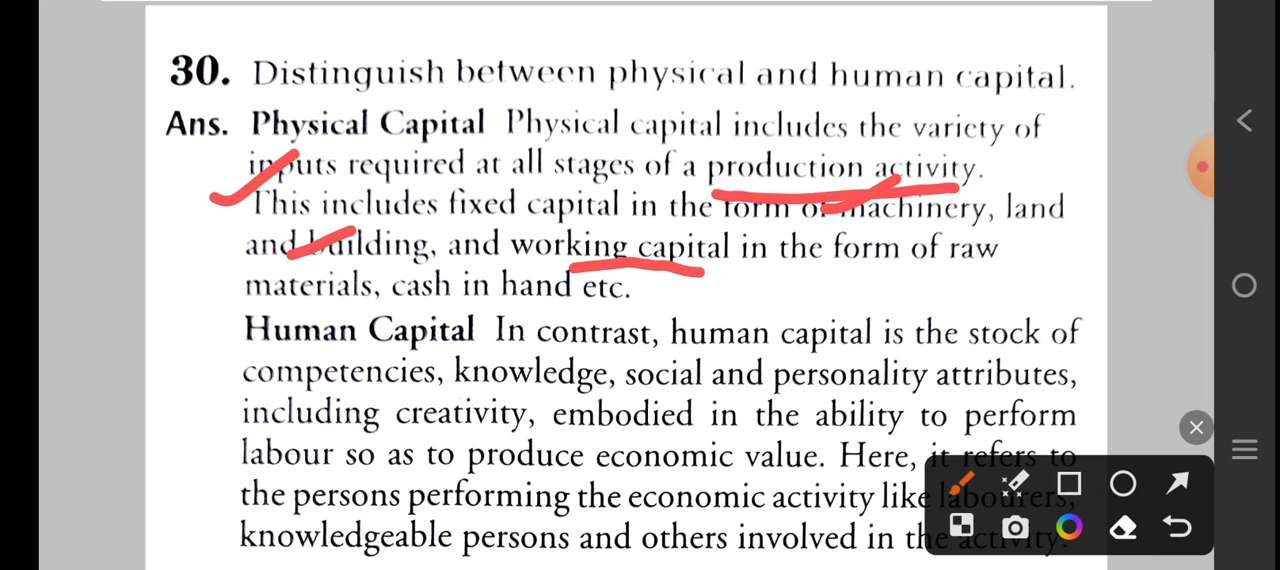 30. Distinguish between physical and human capital.
Ans. Physical Capital Physical capital includes the variety of
inputs required at all stages of a production activity.
This includes fixed capital in the form of machinery, land
and building, and working capital in the form of raw
materials, cash in hand etc.
Human Capital In contrast, human capital is the stock of
competencies, knowledge, social and personality attributes,
including creativity, embodied in the ability to perform
labour so as to produce economic value. Here, it refers to
the persons performing the economic activity like labourers,
knowledgeable persons and others involved in the activity.